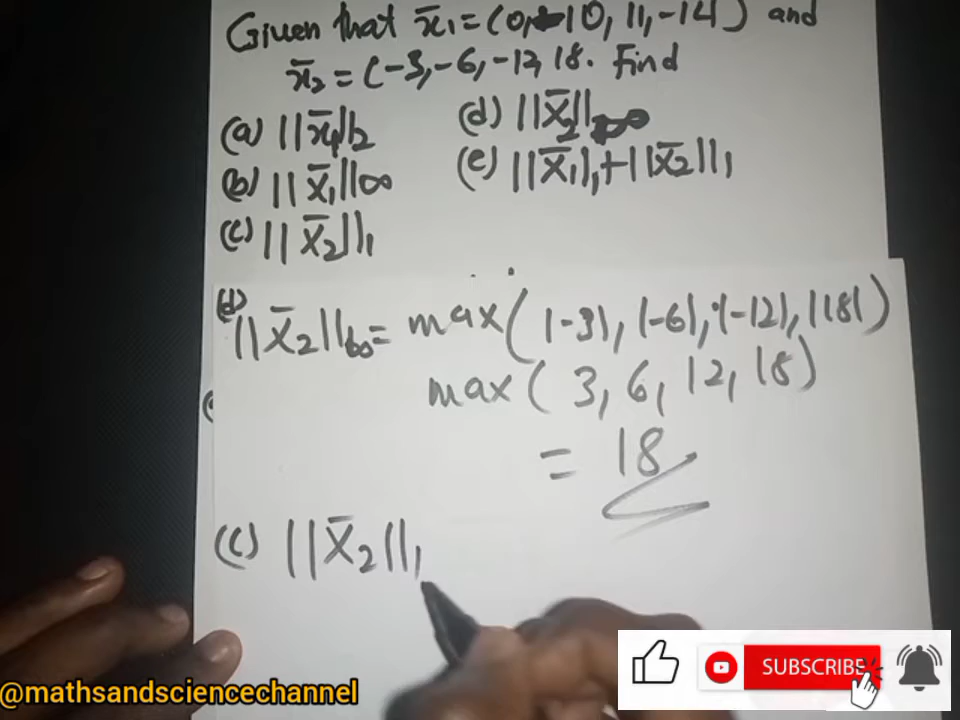 Given that x̄₁ = (0, 10, 11, -14) and
x̄₂ = (-3, -6, -12, 18. Find
(a) ||x̄₁||₂
(b) ||x̄₁||∞
(c) ||x̄₂||₁
(d) ||x̄₂||∞
(e) ||x̄₁||₁ + ||x̄₂||₁
(d) ||x̄₂||∞ = max(|-3|, |-6|, |-12|, |18|)
max(3, 6, 12, 18)
= 18
(c) ||x̄₂||₁
SUBSCRIBE
@mathsandsciencechannel